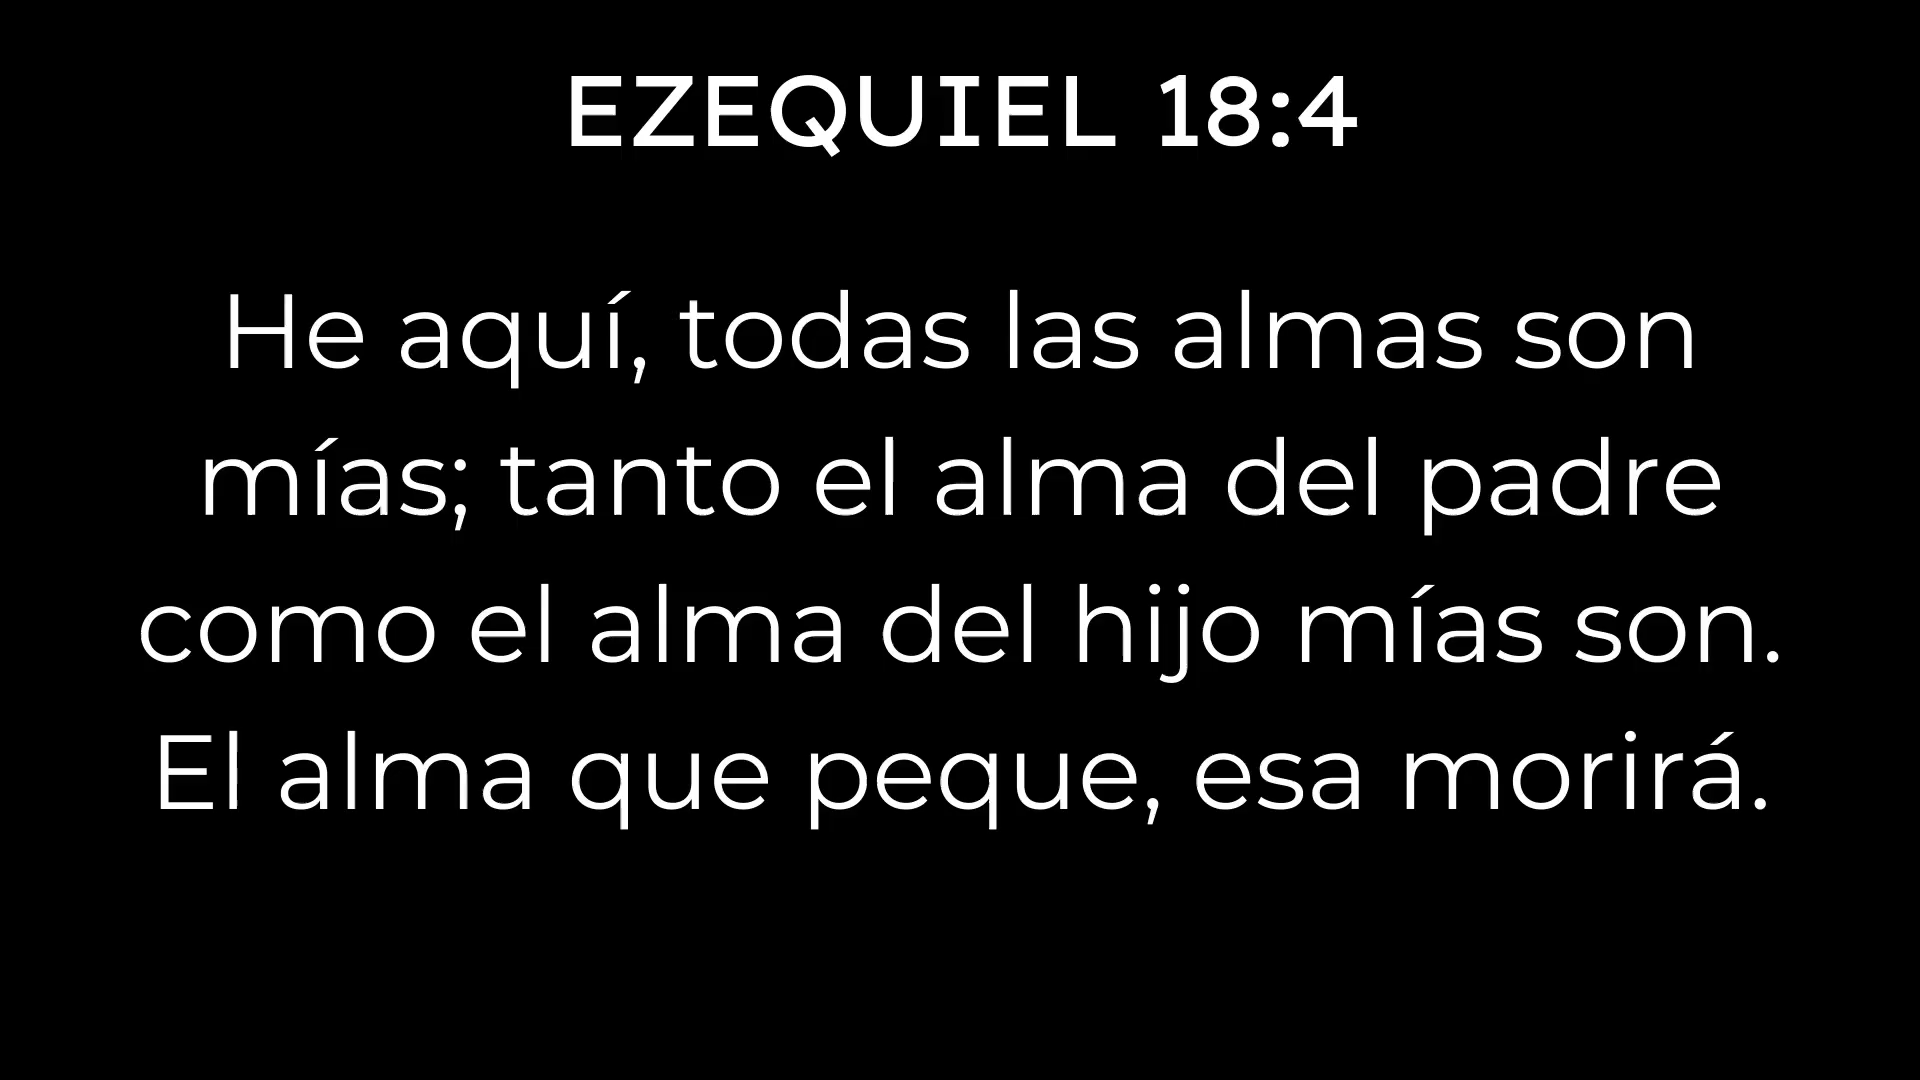 EZEQUIEL 18:4
He aquí, todas las almas son
mías; tanto el alma del padre
como el alma del hijo mías son.
El alma que peque, esa morirá.